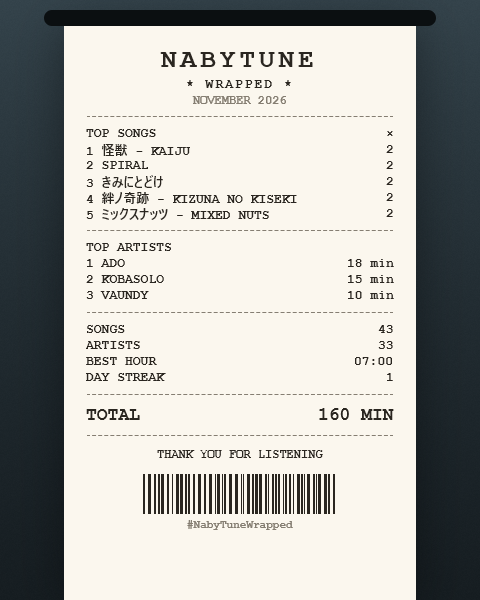 NABYTUNE
★ WRAPPED ★
NOVEMBER 2026
TOP SONGS ×
1 怪獣 – KAIJU 2
2 SPIRAL 2
3 きみにとどけ 2
4 絆ノ奇跡 – KIZUNA NO KISEKI 2
5 ミックスナッツ – MIXED NUTS 2
TOP ARTISTS
1 ADO 18 min
2 KOBASOLO 15 min
3 VAUNDY 10 min
SONGS 43
ARTISTS 33
BEST HOUR 07:00
DAY STREAK 1
TOTAL 160 MIN
THANK YOU FOR LISTENING
#NabyTuneWrapped